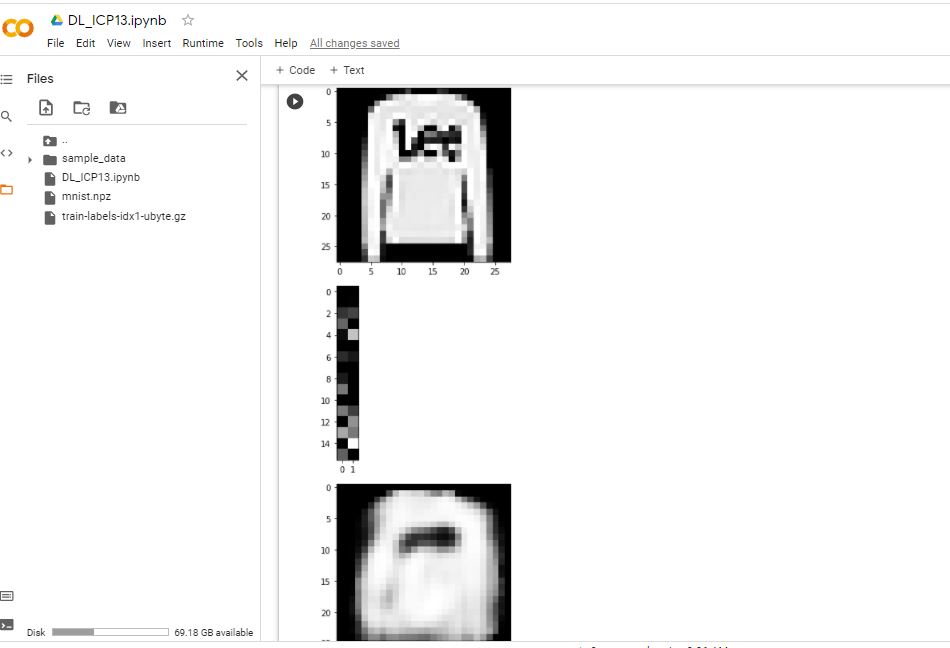 DL_ICP13.ipynb
File Edit View Insert Runtime Tools Help All changes saved
Files
+ Code + Text
..
sample_data
DL_ICP13.ipynb
mnist.npz
train-labels-idx1-ubyte.gz
0
5
10
15
20
25
0 5 10 15 20 25
0
2
4
6
8
10
12
14
0 1
0
5
10
15
20
Disk 69.18 GB available